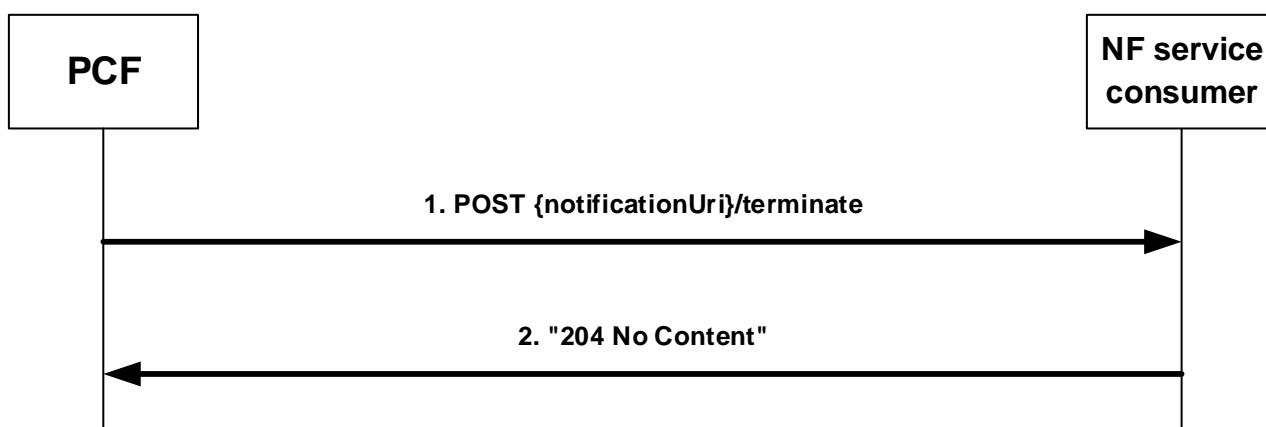 PCF
NF service
consumer
1. POST {notificationUri}/terminate
2. "204 No Content"